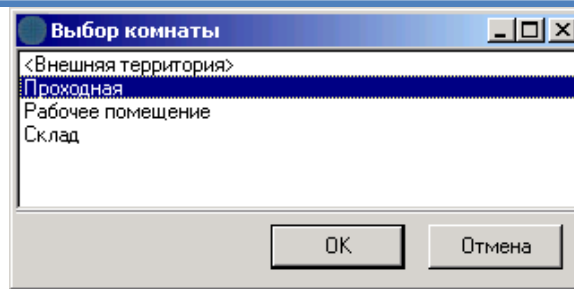 Выбор комнаты
<Внешняя территория>
Проходная
Рабочее помещение
Склад
OK
Отмена